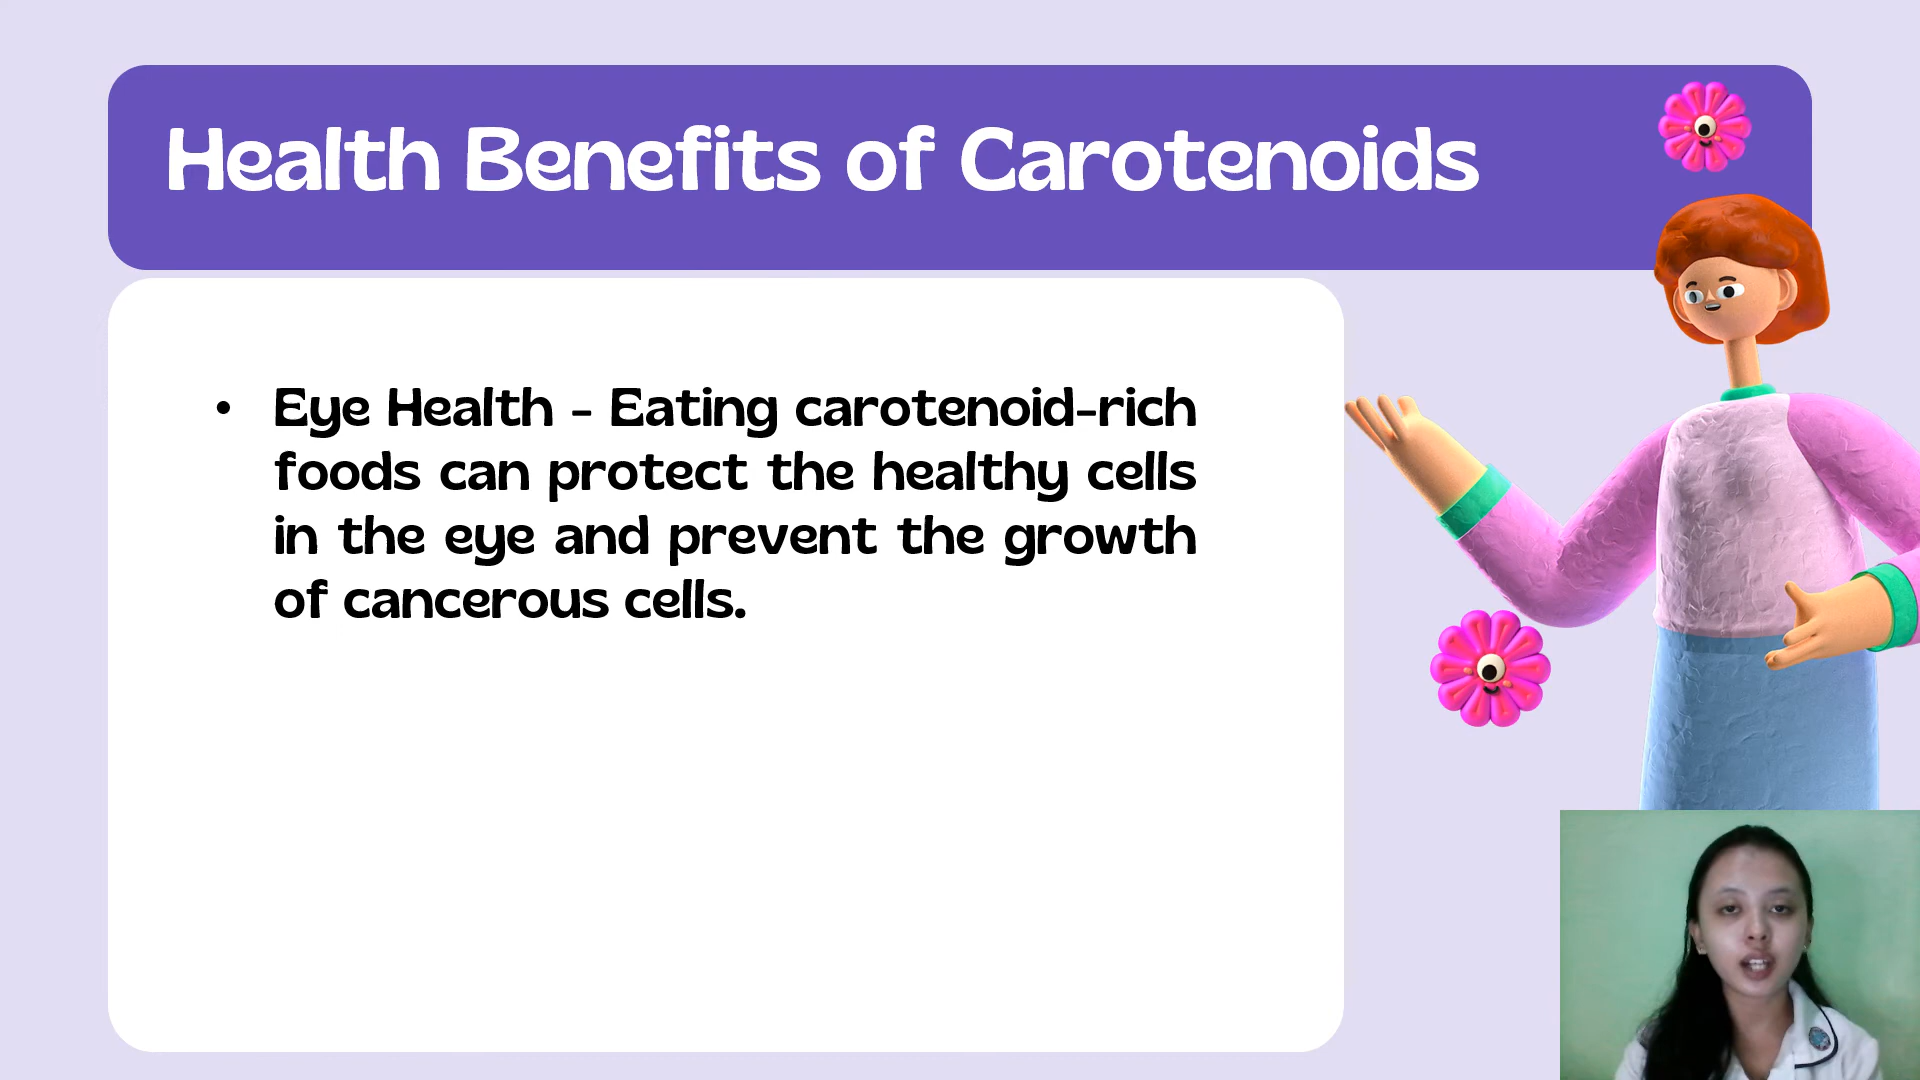 Health Benefits of Carotenoids
• Eye Health - Eating carotenoid-rich
foods can protect the healthy cells
in the eye and prevent the growth
of cancerous cells.